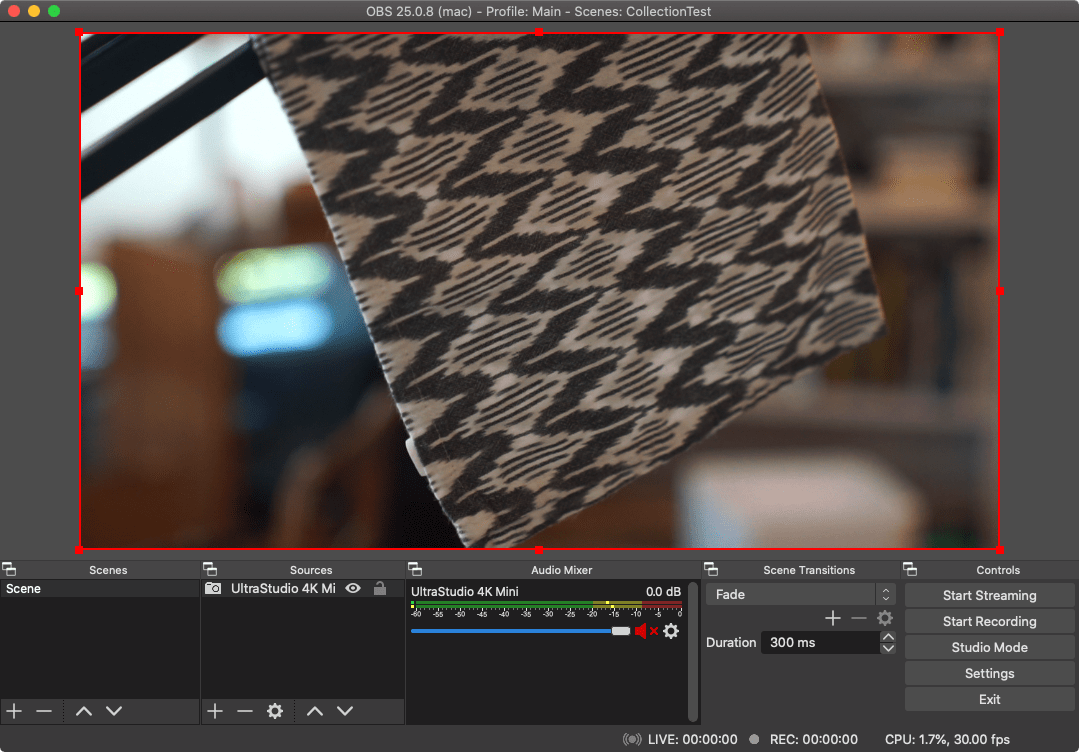 OBS 25.0.8 (mac) - Profile: Main - Scenes: CollectionTest
Scenes
Sources
Audio Mixer
Scene Transitions
Controls
Scene
UltraStudio 4K Mi
UltraStudio 4K Mini
0.0 dB
-60 -55 -50 -45 -40 -35 -30 -25 -20 -15 -10 -5 0
Fade
Duration
300 ms
Start Streaming
Start Recording
Studio Mode
Settings
Exit
LIVE: 00:00:00
REC: 00:00:00
CPU: 1.7%, 30.00 fps